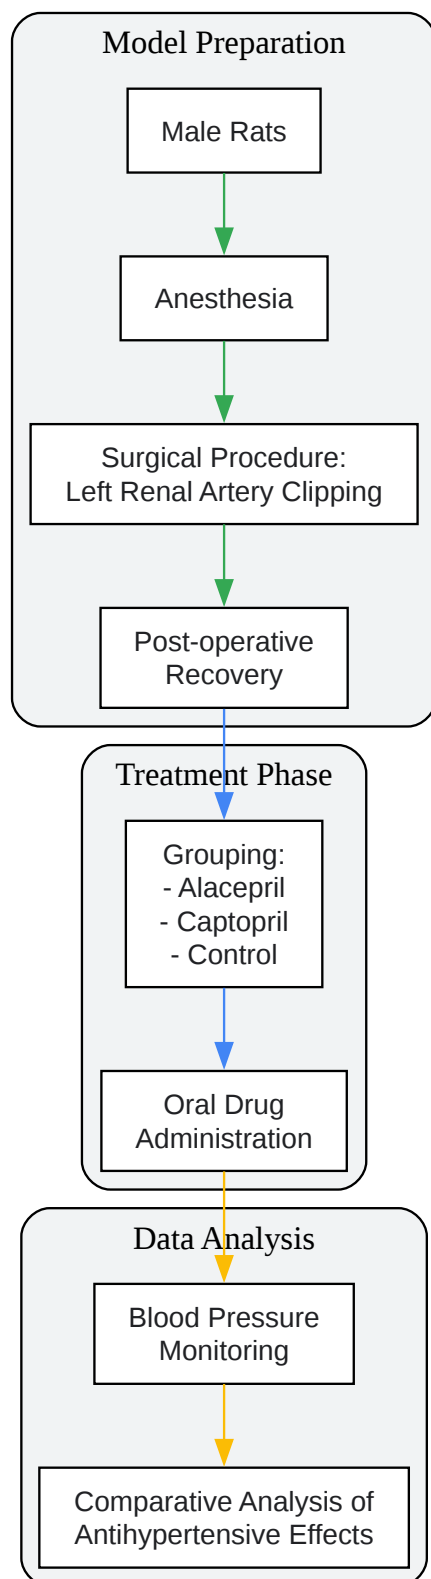 Model Preparation
Male Rats
Anesthesia
Surgical Procedure:
Left Renal Artery Clipping
Post-operative
Recovery
Treatment Phase
Grouping:
- Alacepril
- Captopril
- Control
Oral Drug
Administration
Data Analysis
Blood Pressure
Monitoring
Comparative Analysis of
Antihypertensive Effects